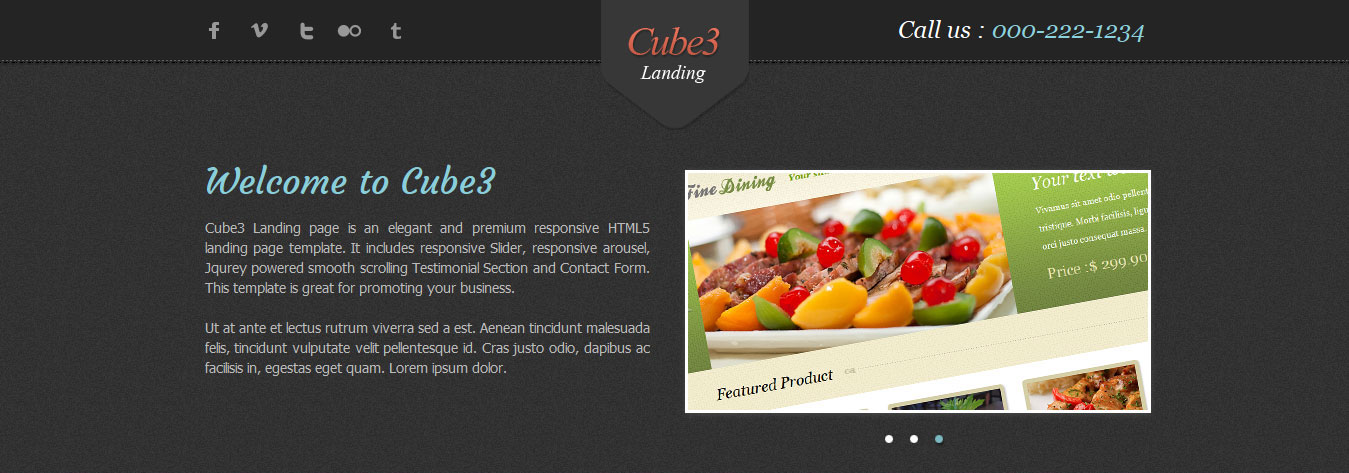 Cube3
Landing
Call us : 000-222-1234
Welcome to Cube3
Cube3 Landing page is an elegant and premium responsive HTML5
landing page template. It includes responsive Slider, responsive arousel,
Jqurey powered smooth scrolling Testimonial Section and Contact Form.
This template is great for promoting your business.
Ut at ante et lectus rutrum viverra sed a est. Aenean tincidunt malesuada
felis, tincidunt vulputate velit pellentesque id. Cras justo odio, dapibus ac
facilisis in, egestas eget quam. Lorem ipsum dolor.
Fine Dining
Your
Your text
Vivamus sit amet odio pellent
tristique. Morbi facilisis, ligu
orci justo consequat massa.
Price :$ 299.90
Featured Product